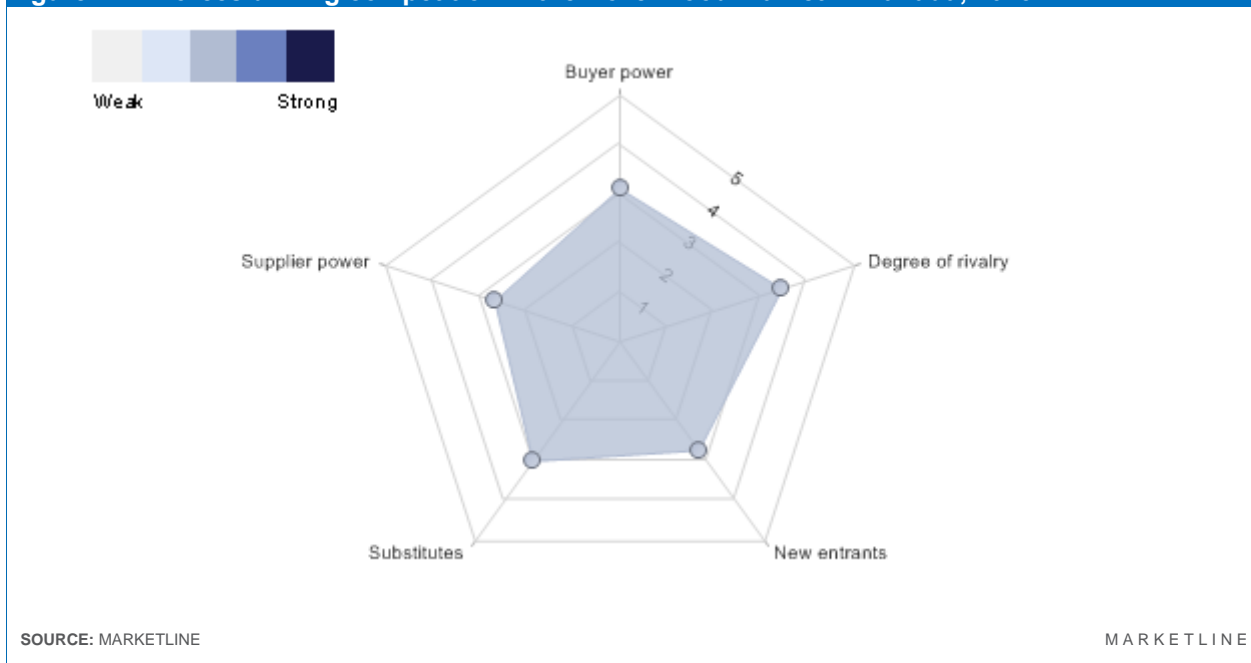 Weak
Strong
Buyer power
5
4
3
2
1
Supplier power
Degree of rivalry
Substitutes
New entrants
SOURCE: MARKETLINE
MARKETLINE